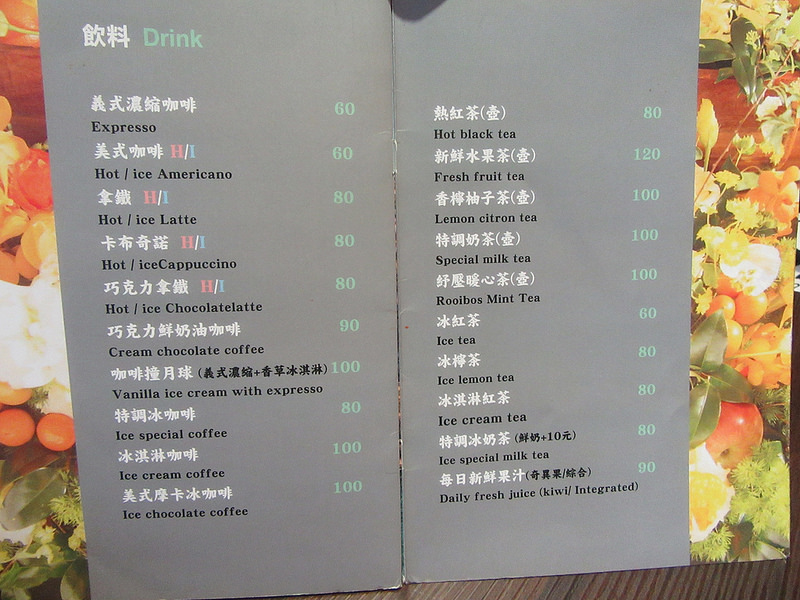 飲料 Drink
義式濃縮咖啡 60
Expresso
美式咖啡 H/I 60
Hot / ice Americano
拿鐵 H/I 80
Hot / ice Latte
卡布奇諾 H/I 80
Hot / iceCappuccino
巧克力拿鐵 H/I 80
Hot / ice Chocolatelatte
巧克力鮮奶油咖啡 90
Cream chocolate coffee
咖啡撞月球 (義式濃縮+香草冰淇淋) 100
Vanilla ice cream with expresso
特調冰咖啡 80
Ice special coffee
冰淇淋咖啡 100
Ice cream coffee
美式摩卡冰咖啡 100
Ice chocolate coffee
熱紅茶(壺) 80
Hot black tea
新鮮水果茶(壺) 120
Fresh fruit tea
香檸柚子茶(壺) 100
Lemon citron tea
特調奶茶(壺) 100
Special milk tea
紓壓暖心茶(壺) 100
Rooibos Mint Tea
冰紅茶 60
Ice tea
冰檸茶 80
Ice lemon tea
冰淇淋紅茶 80
Ice cream tea
特調冰奶茶 (鮮奶+10元) 80
Ice special milk tea
每日新鮮果汁(奇異果/綜合) 90
Daily fresh juice (kiwi/ Integrated)